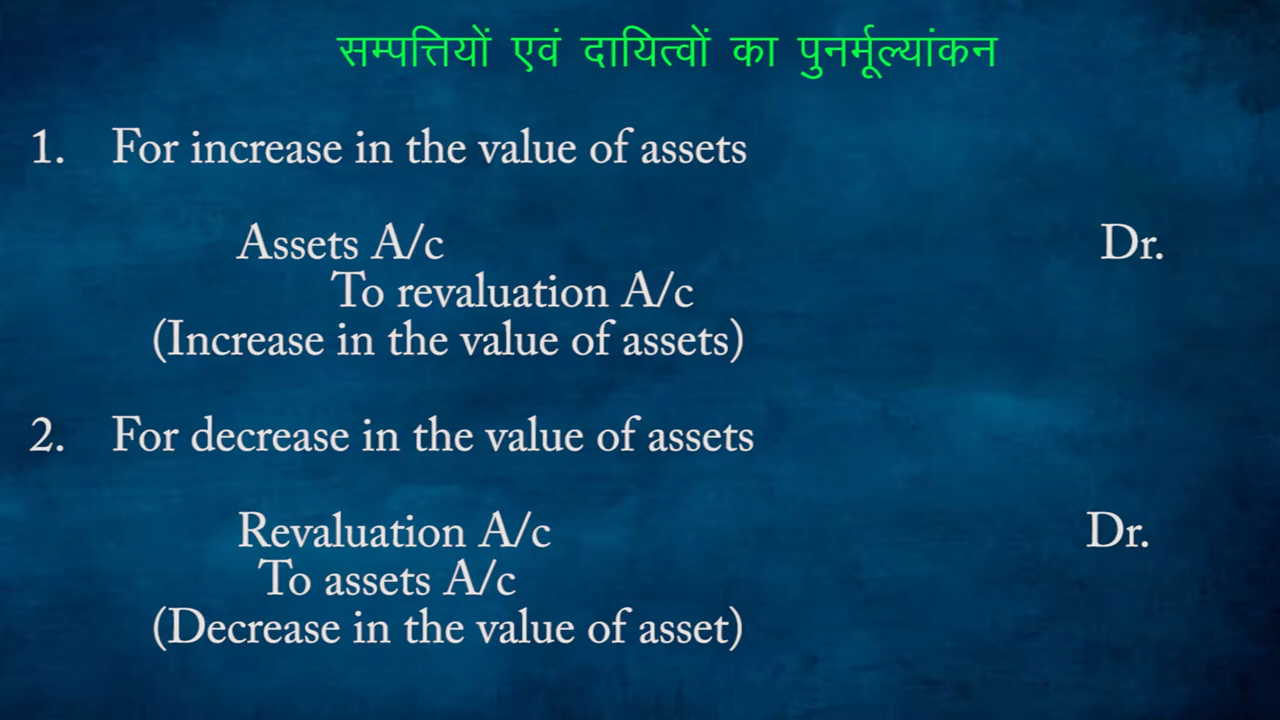 सम्पत्तियों एवं दायित्वों का पुनर्मूल्यांकन
1. For increase in the value of assets
Assets A/c Dr.
To revaluation A/c
(Increase in the value of assets)
2. For decrease in the value of assets
Revaluation A/c Dr.
To assets A/c
(Decrease in the value of asset)